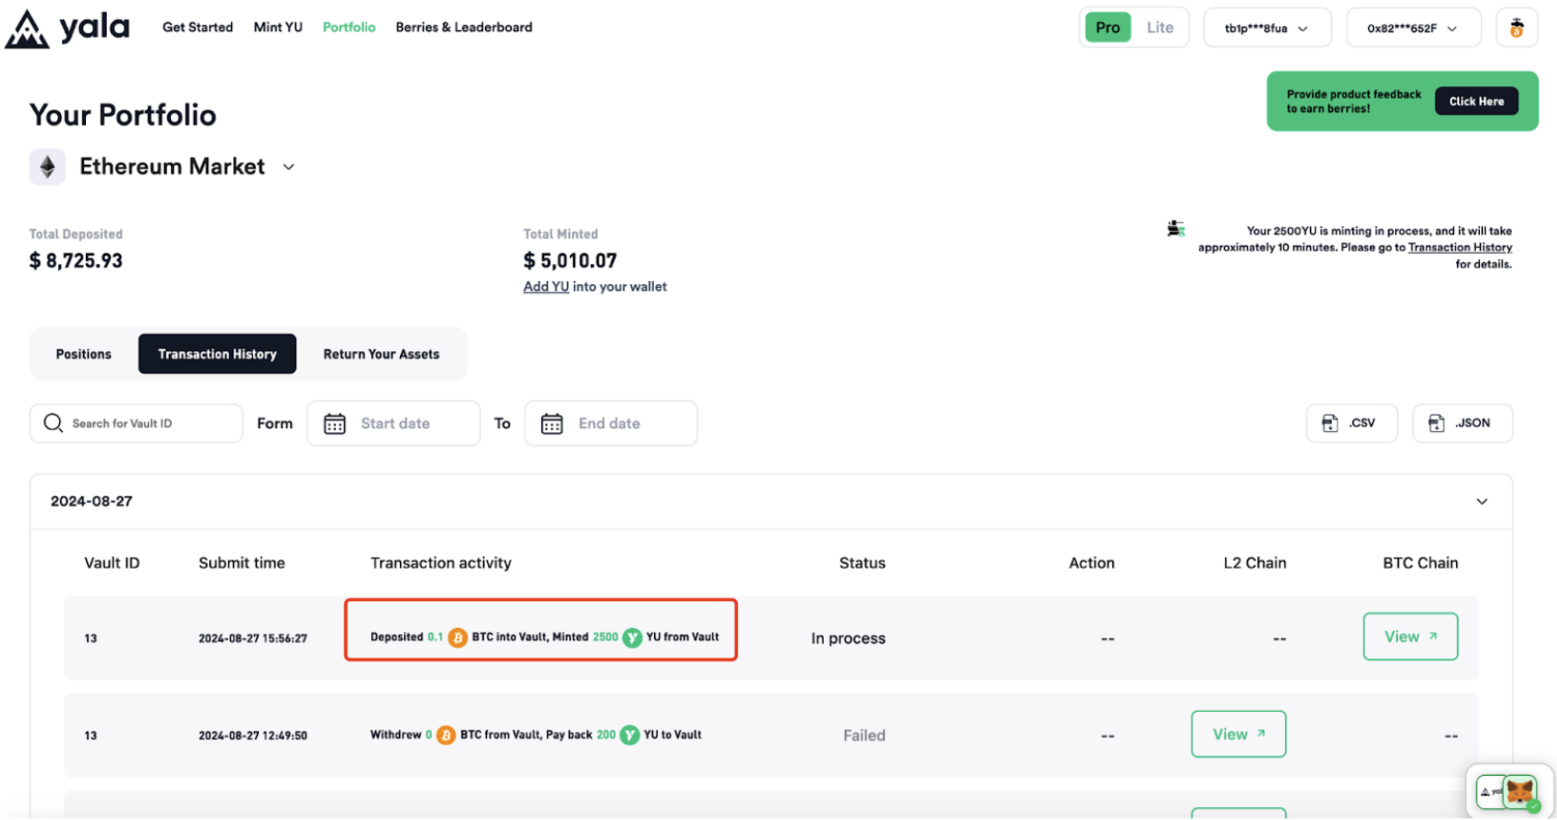 yala
Get Started Mint YU Portfolio Berries & Leaderboard
Pro Lite tb1p***8fua 0x82***652F
Provide product feedback
to earn berries!
Click Here
Your Portfolio
Ethereum Market
Total Deposited
$ 8,725.93
Total Minted
$ 5,010.07
Add YU into your wallet
Your 2500YU is minting in process, and it will take
approximately 10 minutes. Please go to Transaction History
for details.
Positions Transaction History Return Your Assets
Search for Vault ID Form Start date To End date .CSV .JSON
2024-08-27
Vault ID Submit time Transaction activity Status Action L2 Chain BTC Chain
13 2024-08-27 15:56:27 Deposited 0.1 BTC into Vault, Minted 2500 YU from Vault In process -- -- View
13 2024-08-27 12:49:50 Withdrew 0 BTC from Vault, Pay back 200 YU to Vault Failed -- View --